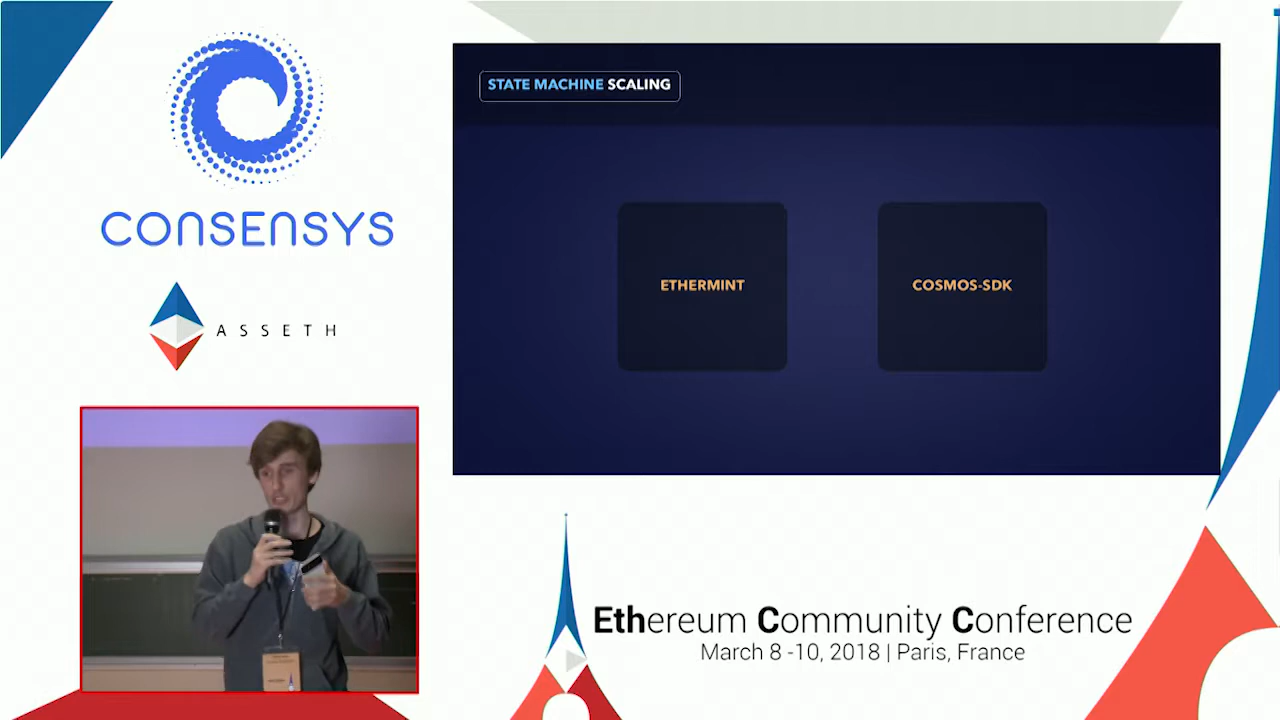 CONSENSYS
ASSETH
STATE MACHINE SCALING
ETHERMINT
COSMOS-SDK
Ethereum Community Conference
March 8 -10, 2018 | Paris, France